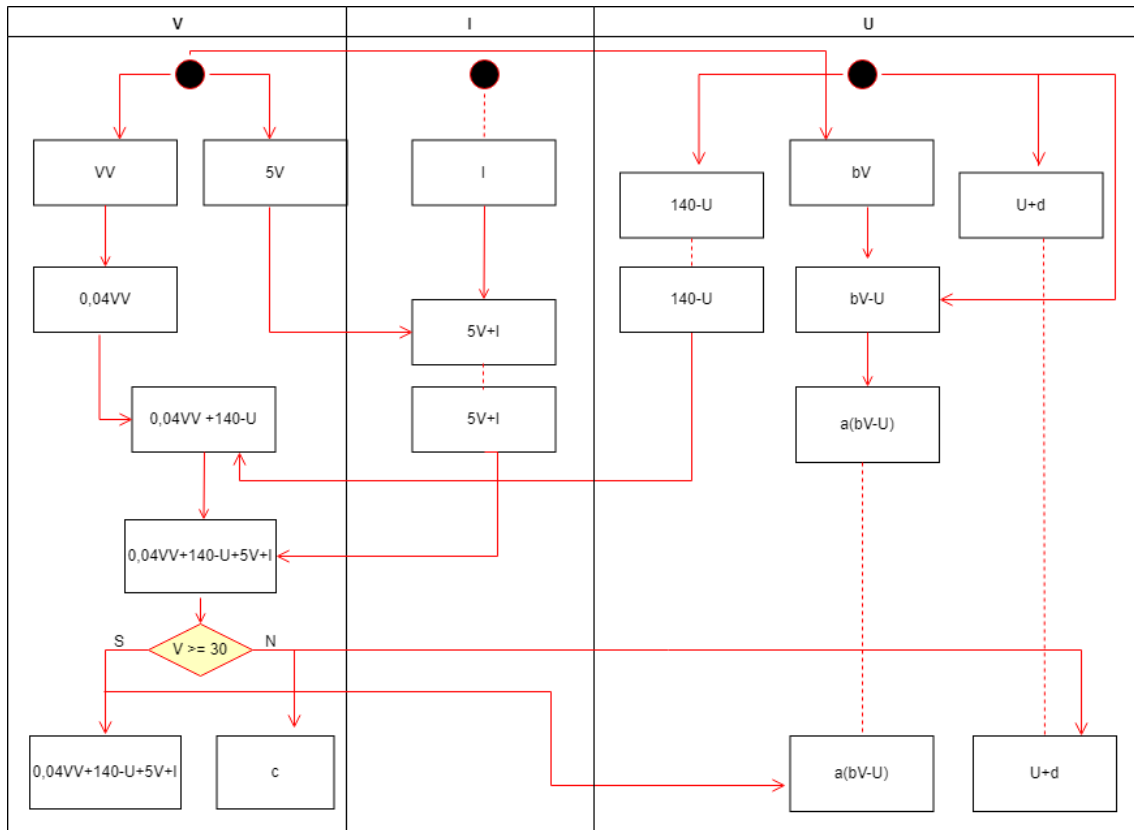 V
I
U
VV
5V
I
bV
140-U
U+d
0,04VV
140-U
bV-U
5V+I
0,04VV +140-U
5V+I
a(bV-U)
0,04VV+140-U+5V+I
S
V >= 30
N
0,04VV+140-U+5V+I
c
a(bV-U)
U+d